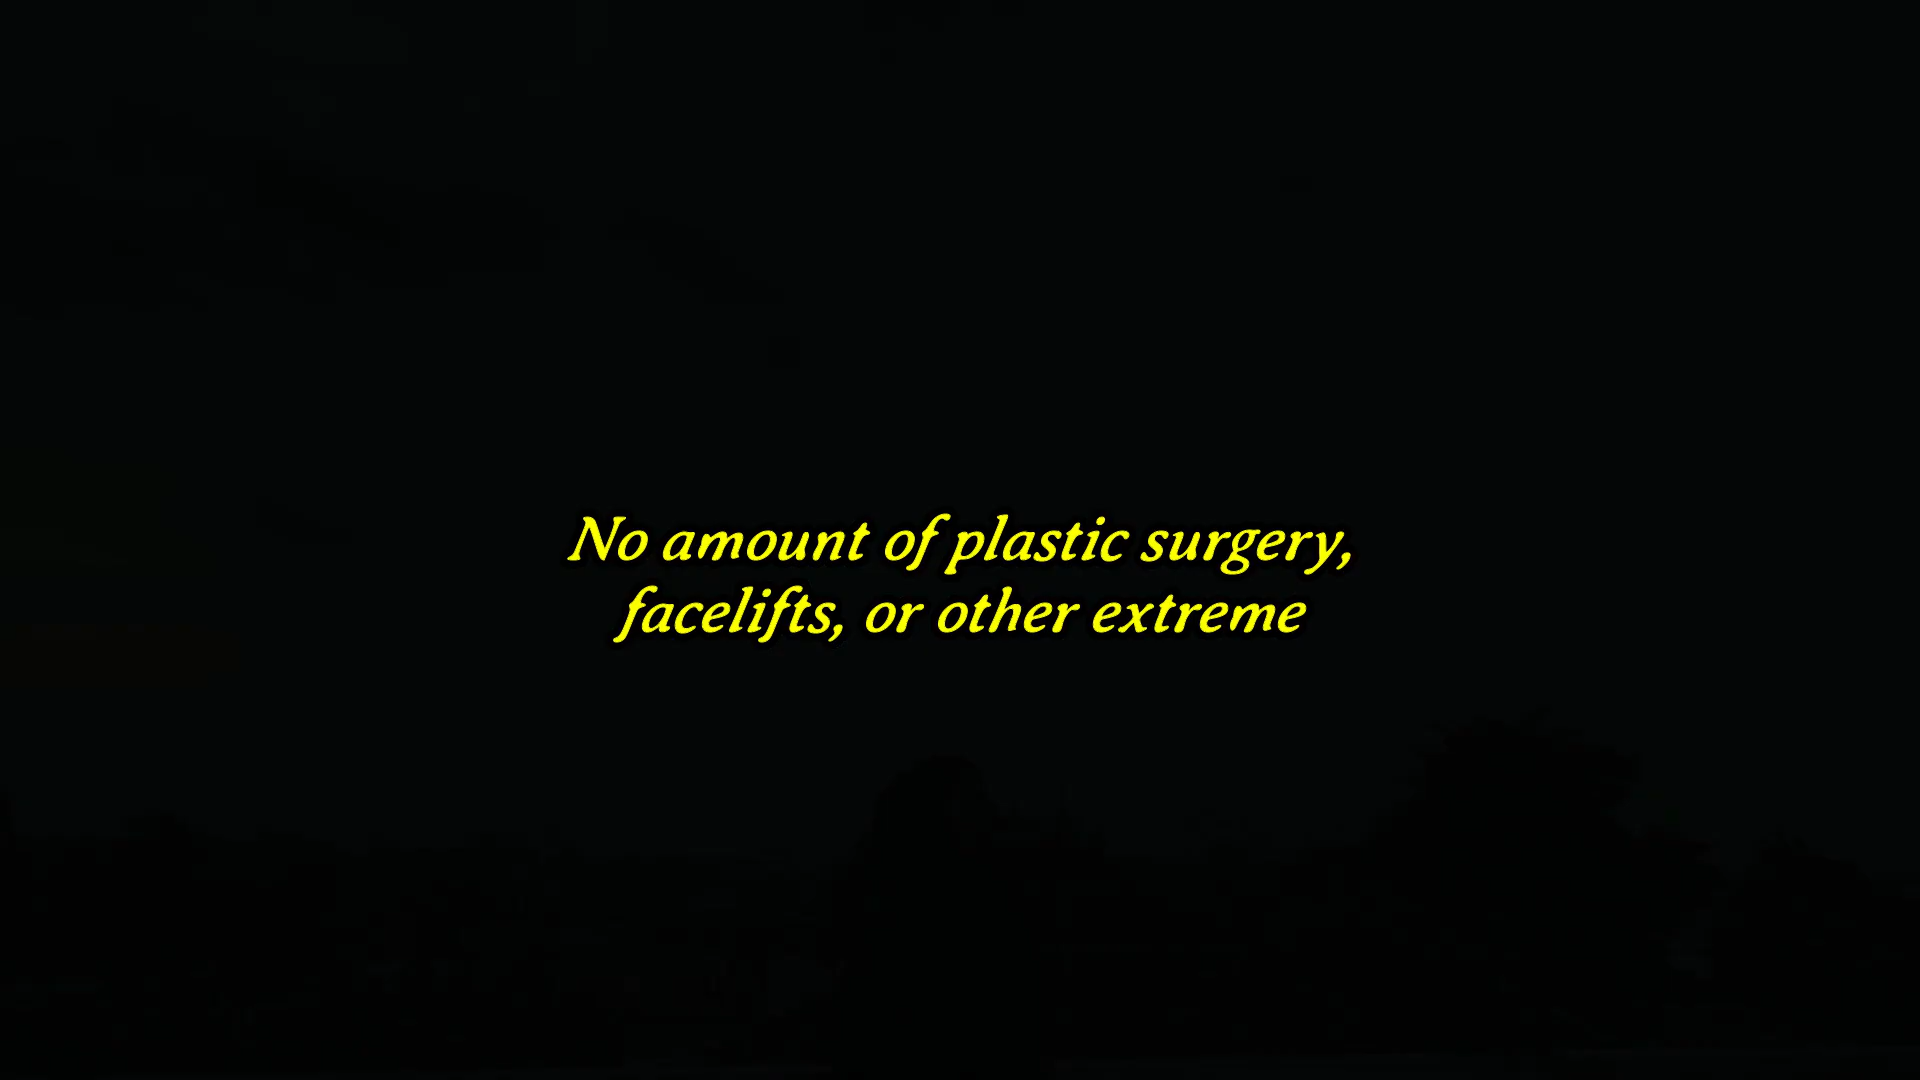 No amount of plastic surgery,
facelifts, or other extreme